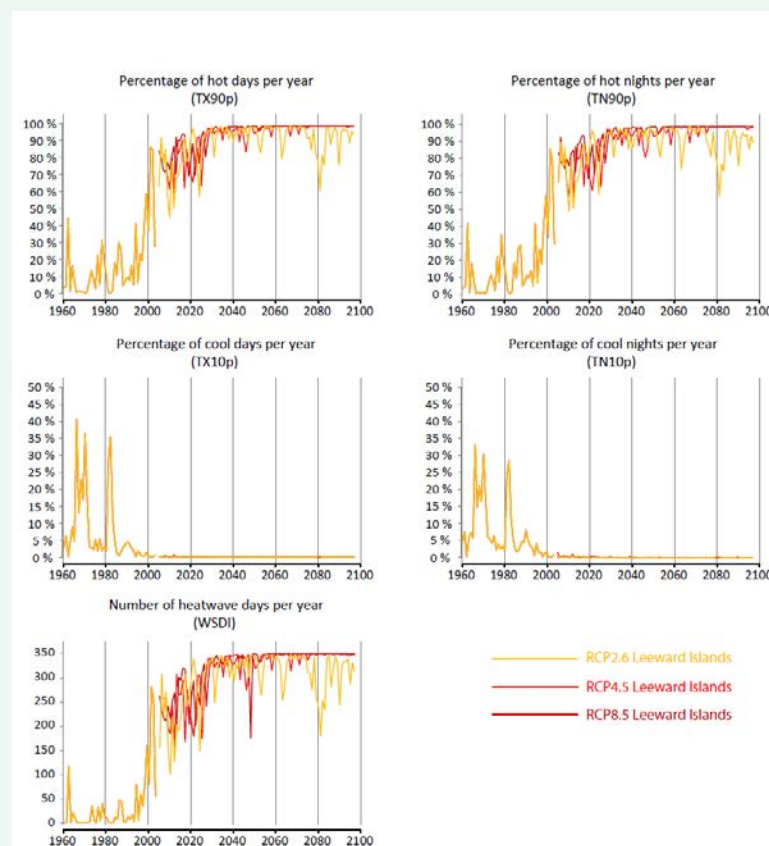 Percentage of hot days per year
(TX90p)
100 %
90 %
80 %
70 %
60 %
50 %
40 %
30 %
20 %
10 %
0 %
1960 1980 2000 2020 2040 2060 2080 2100
Percentage of hot nights per year
(TN90p)
100 %
90 %
80 %
70 %
60 %
50 %
40 %
30 %
20 %
10 %
0 %
1960 1980 2000 2020 2040 2060 2080 2100
Percentage of cool days per year
(TX10p)
50 %
45 %
40 %
35 %
30 %
25 %
20 %
15 %
10 %
5 %
0 %
1960 1980 2000 2020 2040 2060 2080 2100
Percentage of cool nights per year
(TN10p)
50 %
45 %
40 %
35 %
30 %
25 %
20 %
15 %
10 %
5 %
0 %
1960 1980 2000 2020 2040 2060 2080 2100
Number of heatwave days per year
(WSDI)
350
300
250
200
150
100
50
0
1960 1980 2000 2020 2040 2060 2080 2100
RCP2.6 Leeward Islands
RCP4.5 Leeward Islands
RCP8.5 Leeward Islands